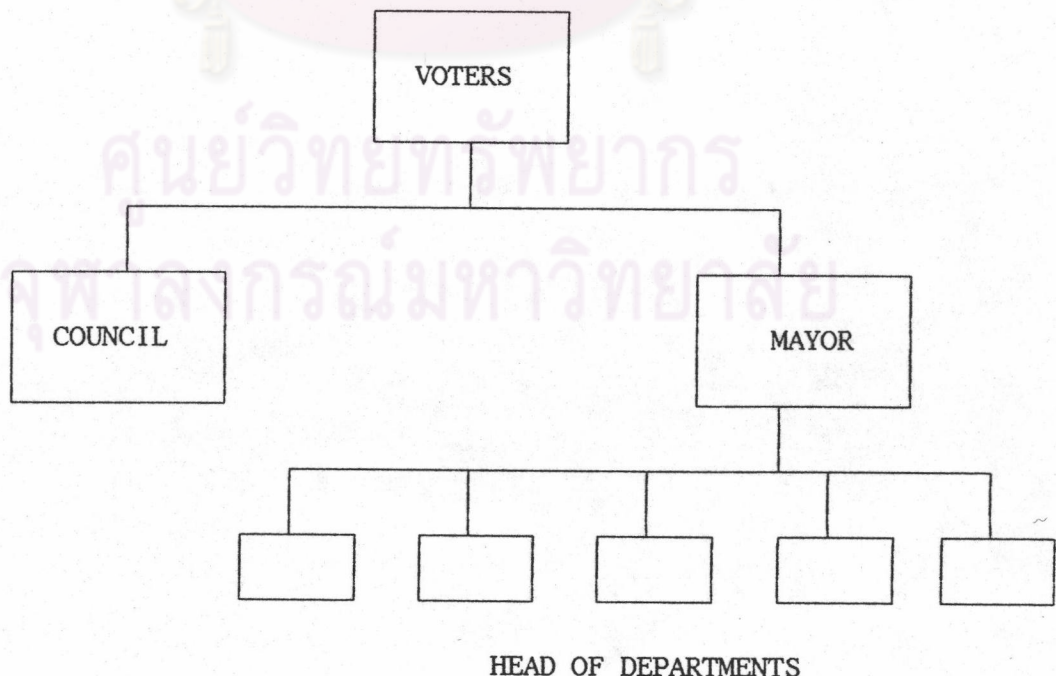 VOTERS
ศูนย์วิทยทรัพยากร
จุฬาลงกรณ์มหาวิทยาลัย
COUNCIL
MAYOR
HEAD OF DEPARTMENTS